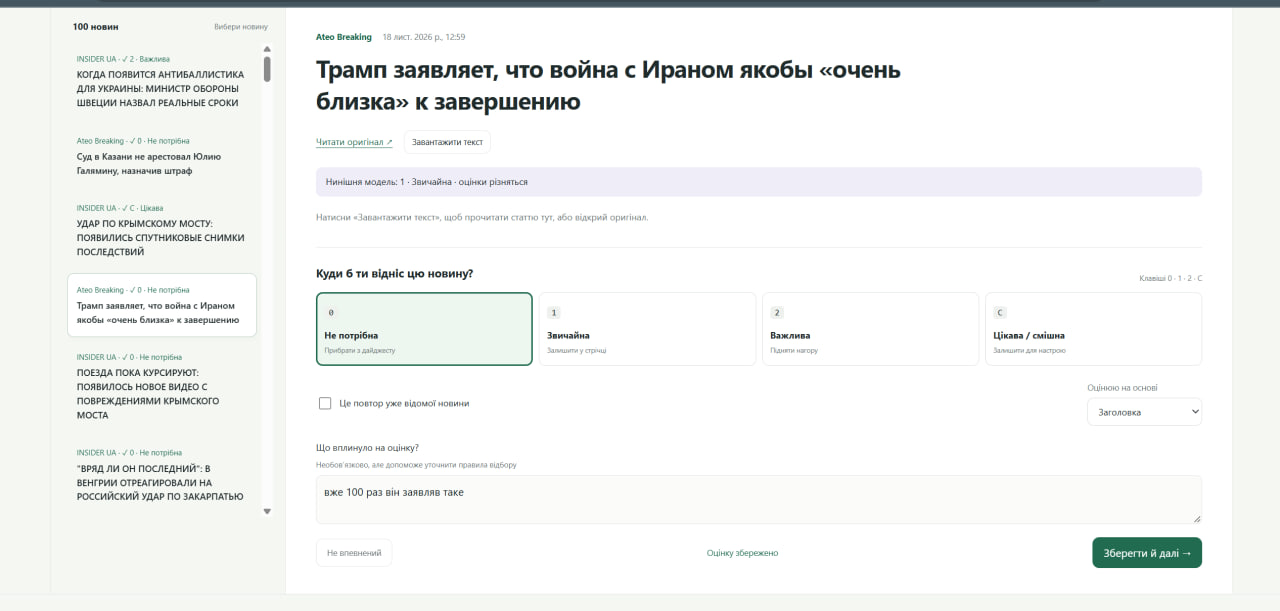 100 новин
Вибери новину
INSIDER UA · ✓ 2 · Важлива
КОГДА ПОЯВИТСЯ АНТИБАЛЛИСТИКА
ДЛЯ УКРАИНЫ: МИНИСТР ОБОРОНЫ
ШВЕЦИИ НАЗВАЛ РЕАЛЬНЫЕ СРОКИ
Ateo Breaking · ✓ 0 · Не потрібна
Суд в Казани не арестовал Юлию
Галямину, назначив штраф
INSIDER UA · ✓ C · Цікава
УДАР ПО КРЫМСКОМУ МОСТУ:
ПОЯВИЛИСЬ СПУТНИКОВЫЕ СНИМКИ
ПОСЛЕДСТВИЙ
Ateo Breaking · ✓ 0 · Не потрібна
Трамп заявляет, что война с Ираном
якобы «очень близка» к завершению
INSIDER UA · ✓ 0 · Не потрібна
ПОЕЗДА ПОКА КУРСИРУЮТ:
ПОЯВИЛОСЬ НОВОЕ ВИДЕО С
ПОВРЕЖДЕНИЯМИ КРЫМСКОГО
МОСТА
INSIDER UA · ✓ 0 · Не потрібна
"ВРЯД ЛИ ОН ПОСЛЕДНИЙ": В
ВЕНГРИИ ОТРЕАГИРОВАЛИ НА
РОССИЙСКИЙ УДАР ПО ЗАКАРПАТЬЮ
Ateo Breaking 18 лист. 2026 р., 12:59
Трамп заявляет, что война с Ираном якобы «очень
близка» к завершению
Читати оригінал ↗ Завантажити текст
Нинішня модель: 1 · Звичайна · оцінки різняться
Натисни «Завантажити текст», щоб прочитати статтю тут, або відкрий оригінал.
Куди б ти відніс цю новину?
Клавіші 0 · 1 · 2 · C
0
Не потрібна
Прибрати з дайджесту
1
Звичайна
Залишити у стрічці
2
Важлива
Підняти нагору
C
Цікава / смішна
Залишити для настрою
Це повтор уже відомої новини
Оцінюю на основі
Заголовка
Що вплинуло на оцінку?
Необов'язково, але допоможе уточнити правила відбору
вже 100 раз він заявляв таке
Не впевнений
Оцінку збережено
Зберегти й далі →